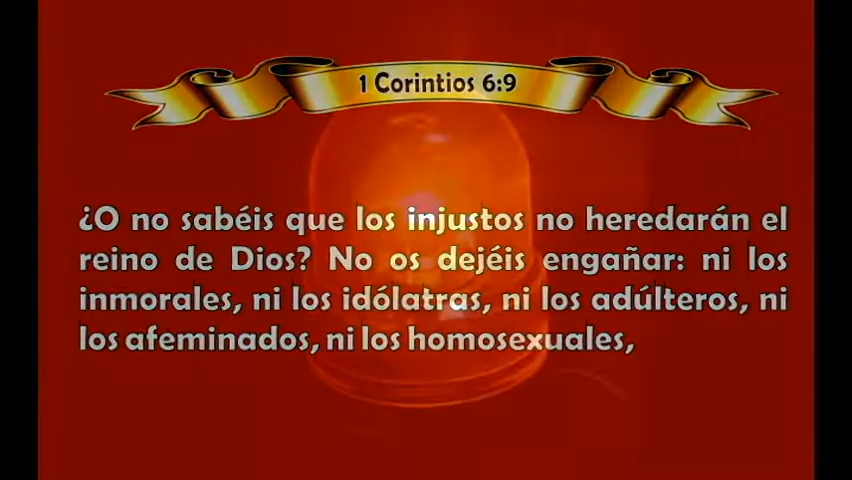 1 Corintios 6:9
¿O no sabéis que los injustos no heredarán el
reino de Dios? No os dejéis engañar: ni los
inmorales, ni los idólatras, ni los adúlteros, ni
los afeminados, ni los homosexuales,